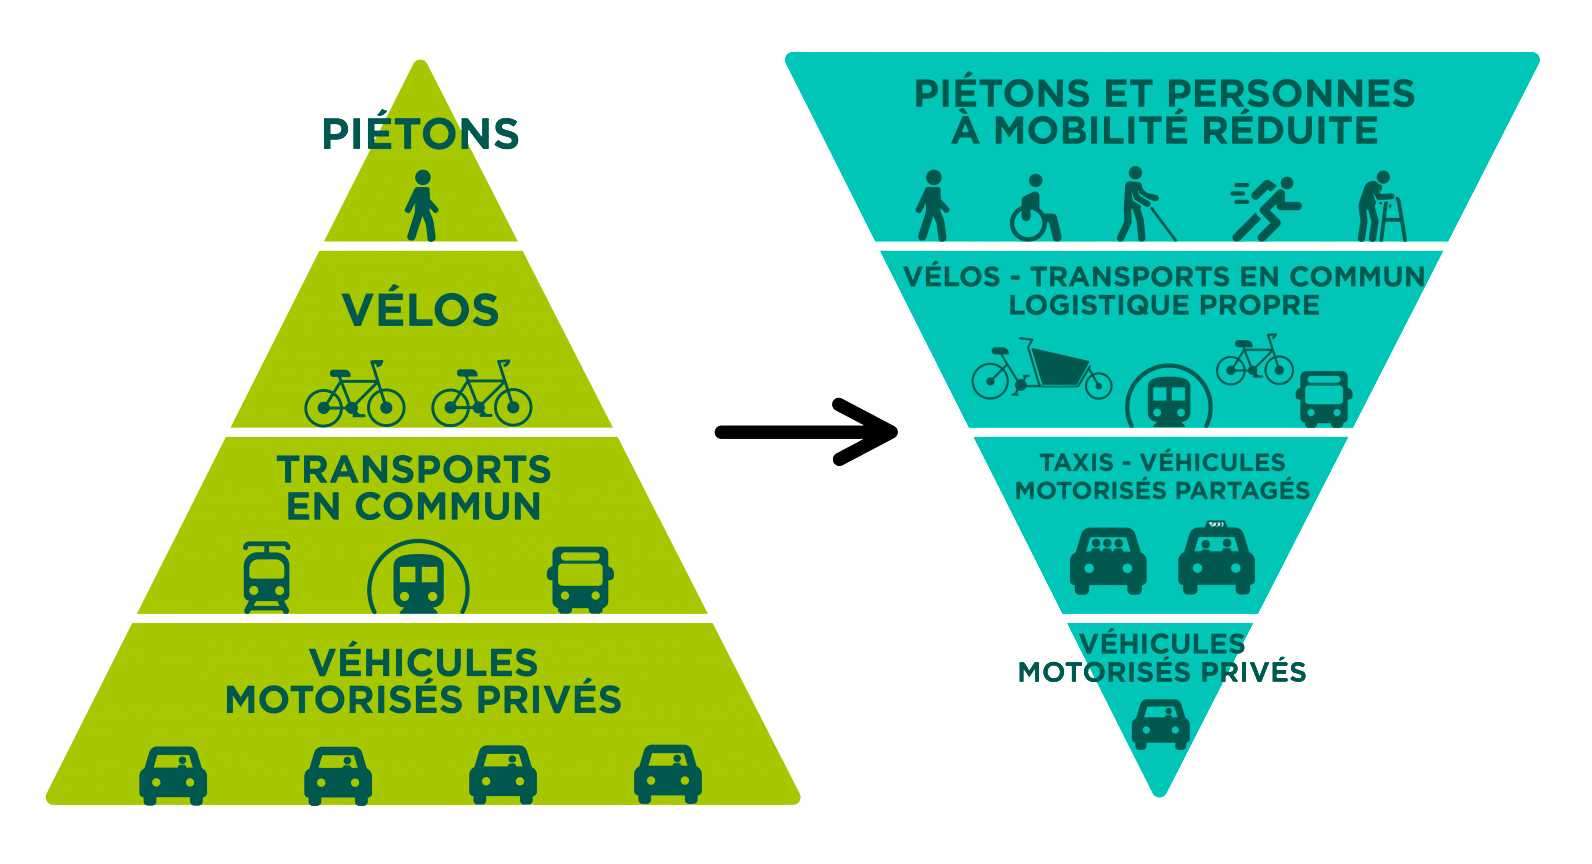 PIÉTONS
VÉLOS
TRANSPORTS
EN COMMUN
VÉHICULES
MOTORISÉS PRIVÉS
PIÉTONS ET PERSONNES
À MOBILITÉ RÉDUITE
VÉLOS - TRANSPORTS EN COMMUN
LOGISTIQUE PROPRE
TAXIS - VÉHICULES
MOTORISÉS PARTAGÉS
VÉHICULES
MOTORISÉS PRIVÉS